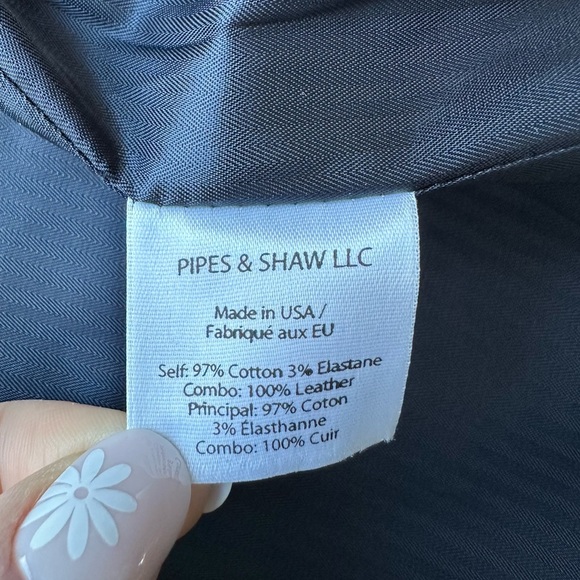 PIPES & SHAW LLC
Made in USA /
Fabriqué aux EU
Self: 97% Cotton 3% Elastane
Combo: 100% Leather
Principal: 97% Coton
3% Élasthanne
Combo: 100% Cuir